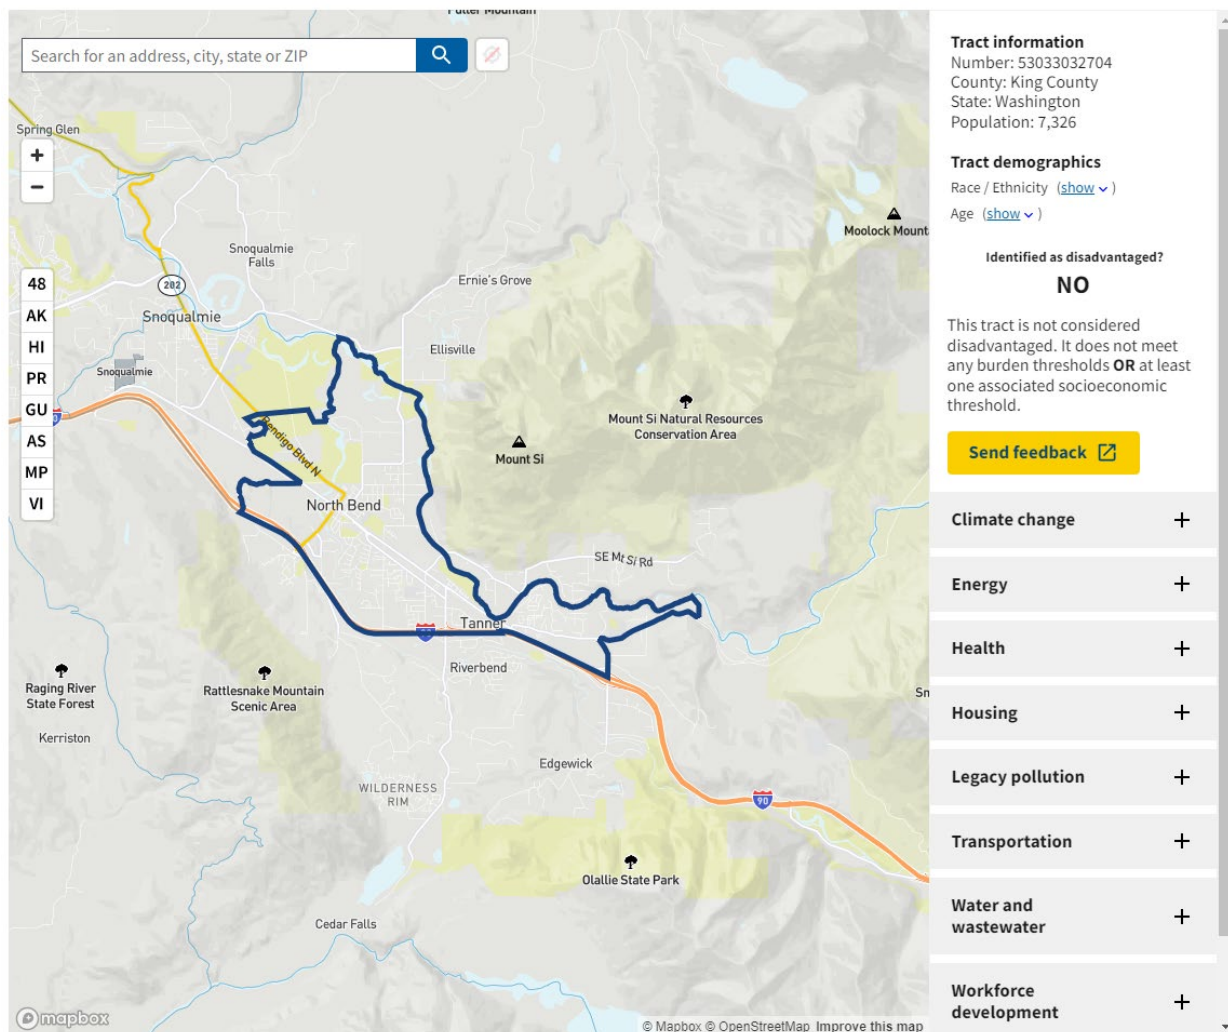 Fuller Mountain
Search for an address, city, state or ZIP
Spring Glen
+
−
48
AK
HI
PR
GU
AS
MP
VI
Moolock Mounta
Snoqualmie
Falls
Ernie's Grove
202
Snoqualmie
Ellisville
Snoqualmie
Mount Si Natural Resources
Conservation Area
Bendigo Blvd N
Mount Si
North Bend
SE Mt Si Rd
Tanner
Riverbend
Raging River
State Forest
Rattlesnake Mountain
Scenic Area
Sn
Kerriston
Edgewick
WILDERNESS
RIM
90
Olallie State Park
Cedar Falls
mapbox
© Mapbox © OpenStreetMap Improve this map
Tract information
Number: 53033032704
County: King County
State: Washington
Population: 7,326
Tract demographics
Race / Ethnicity (show )
Age (show )
Identified as disadvantaged?
NO
This tract is not considered
disadvantaged. It does not meet
any burden thresholds OR at least
one associated socioeconomic
threshold.
Send feedback
Climate change +
Energy +
Health +
Housing +
Legacy pollution +
Transportation +
Water and
wastewater +
Workforce
development +